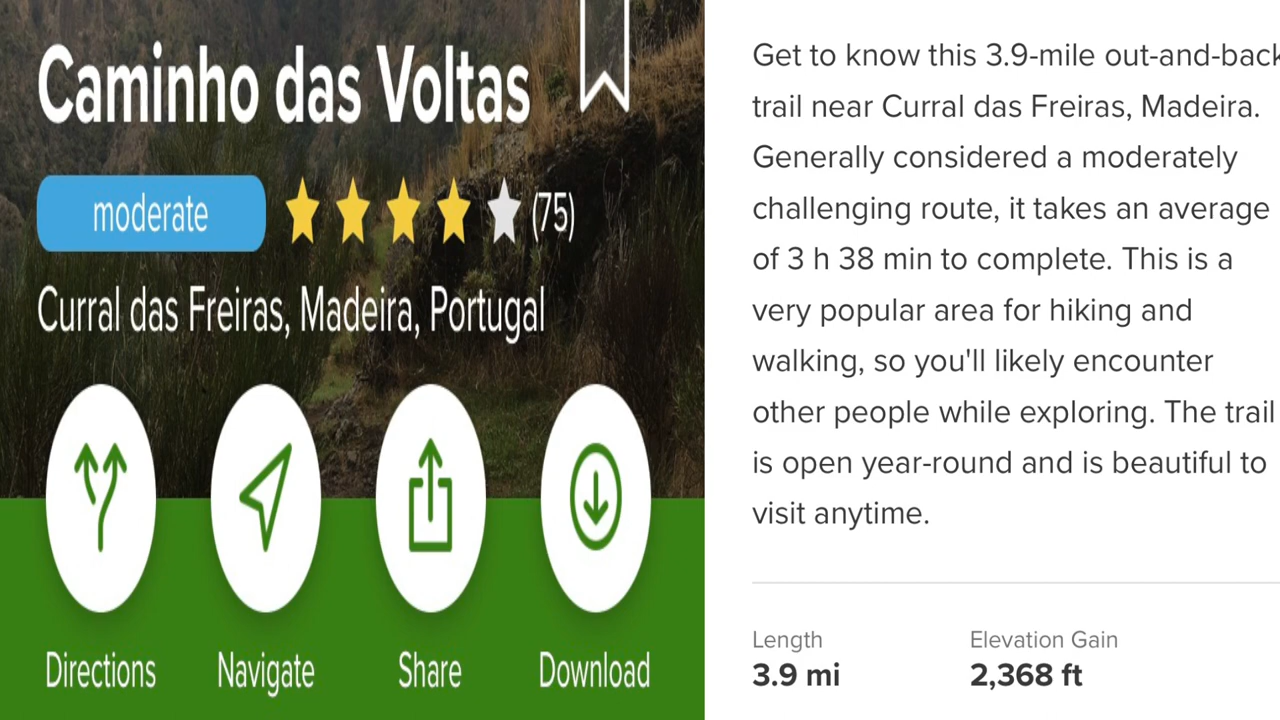 Caminho das Voltas
moderate
(75)
Curral das Freiras, Madeira, Portugal
Directions
Navigate
Share
Download
Get to know this 3.9-mile out-and-back
trail near Curral das Freiras, Madeira.
Generally considered a moderately
challenging route, it takes an average
of 3 h 38 min to complete. This is a
very popular area for hiking and
walking, so you'll likely encounter
other people while exploring. The trail
is open year-round and is beautiful to
visit anytime.
Length
3.9 mi
Elevation Gain
2,368 ft